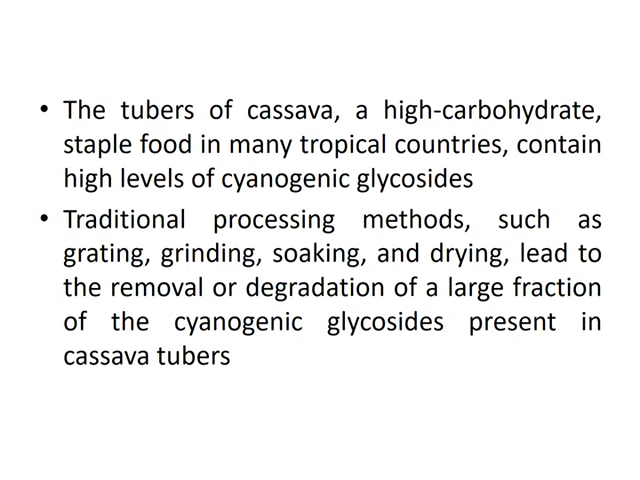 • The tubers of cassava, a high-carbohydrate,
staple food in many tropical countries, contain
high levels of cyanogenic glycosides
• Traditional processing methods, such as
grating, grinding, soaking, and drying, lead to
the removal or degradation of a large fraction
of the cyanogenic glycosides present in
cassava tubers